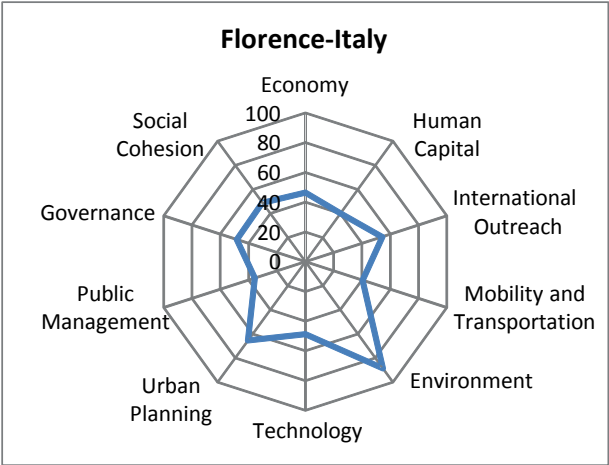 Florence-Italy
Economy
Human
Capital
International
Outreach
Mobility and
Transportation
Environment
Technology
Urban
Planning
Public
Management
Governance
Social
Cohesion
100
80
60
40
20
0